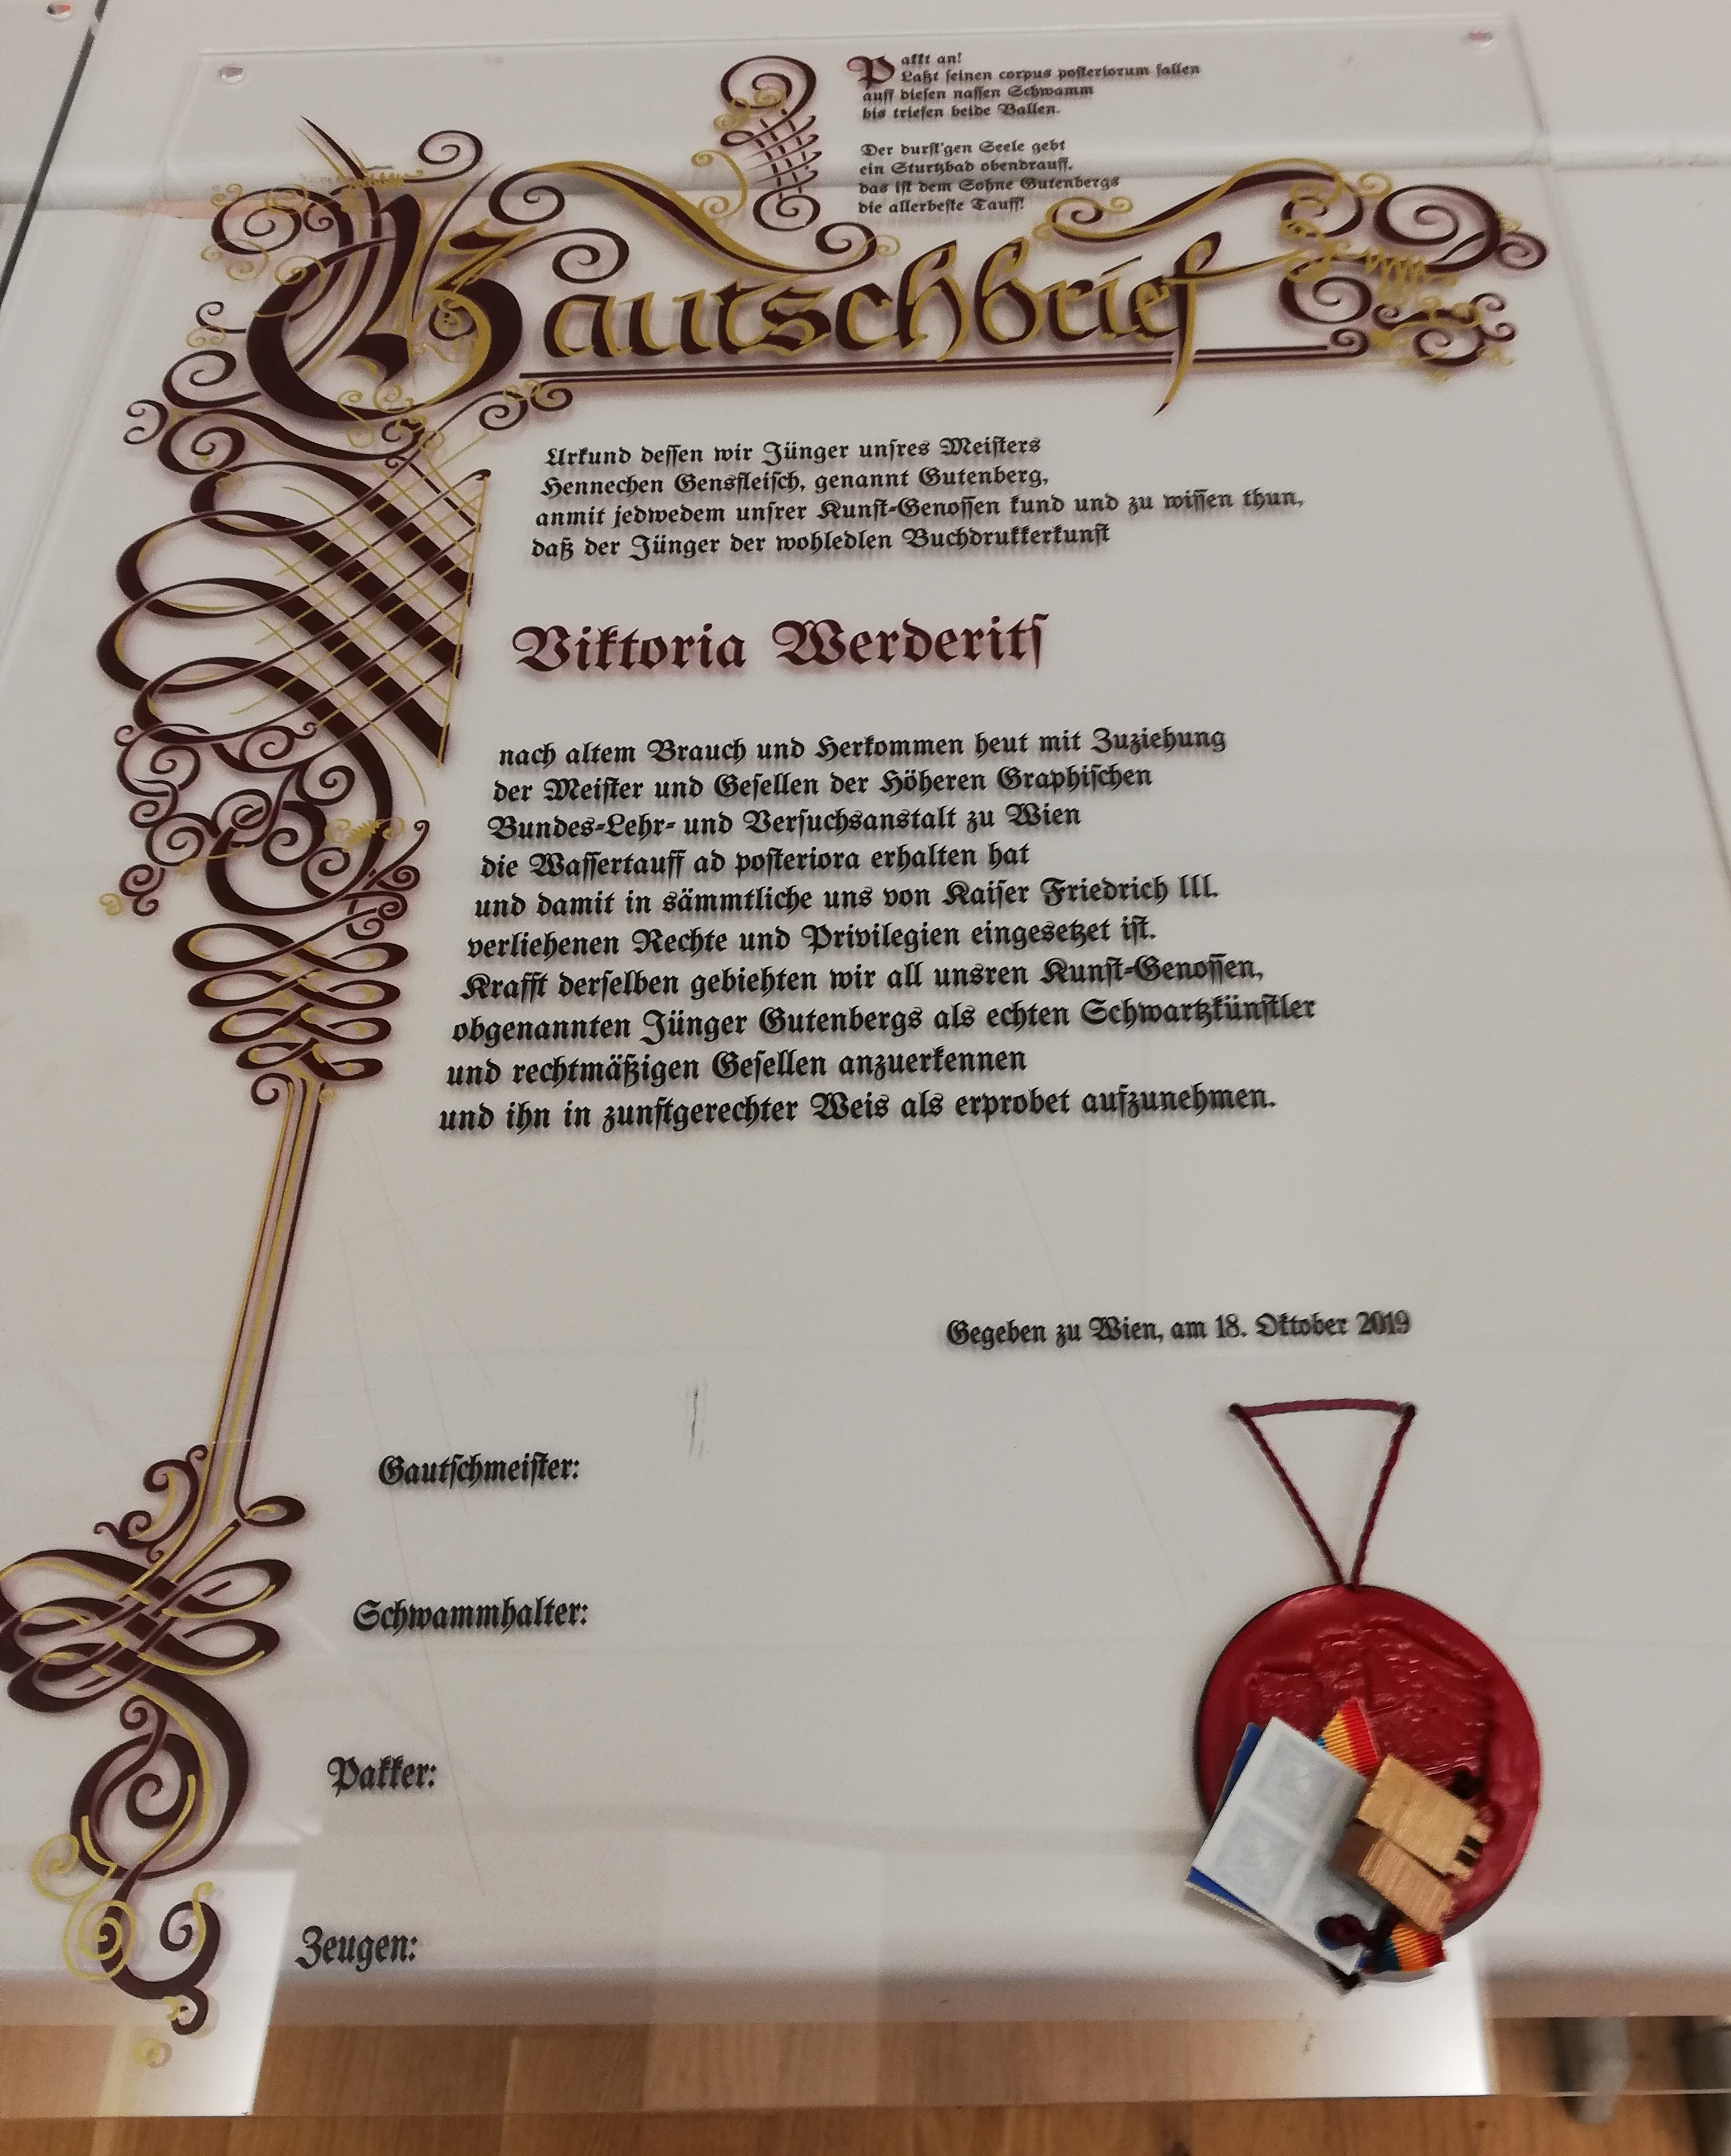 Pakkt an!
Laßt ſeinen corpus poſteriorum fallen
auff dieſen naſſen Schwamm
bis trieſen beide Ballen.
Der durſt'gen Seele gebt
ein Sturtzbad obendrauff,
das iſt dem Sohne Gutenbergs
die allerbeſte Tauff!
Gautschbrief
Urkund deſſen wir Jünger unſres Meiſters
Hennechen Gensfleiſch, genannt Gutenberg,
anmit jedwedem unſrer Kunſt-Genoſſen kund und zu wiſſen thun,
daß der Jünger der wohledlen Buchdrukkerkunſt
Viktoria Werderitſ
nach altem Brauch und Herkommen heut mit Zuziehung
der Meiſter und Geſellen der Höheren Graphiſchen
Bundes-Lehr- und Verſuchsanstalt zu Wien
die Waſſertauff ad poſteriora erhalten hat
und damit in sämmtliche uns von Kaiſer Friedrich III.
verliehenen Rechte und Privilegien eingesetzet iſt.
Krafft derſelben gebiehten wir all unsren Kunſt-Genoſſen,
obgenannten Jünger Gutenbergs als echten Schwartzkünſtler
und rechtmäßigen Geſellen anzuerkennen
und ihn in zunftgerechter Weis als erprobet aufzunehmen.
Gegeben zu Wien, am 18. Oktober 2019
Gautſchmeiſter:
Schwammhalter:
Pakker:
Zeugen: